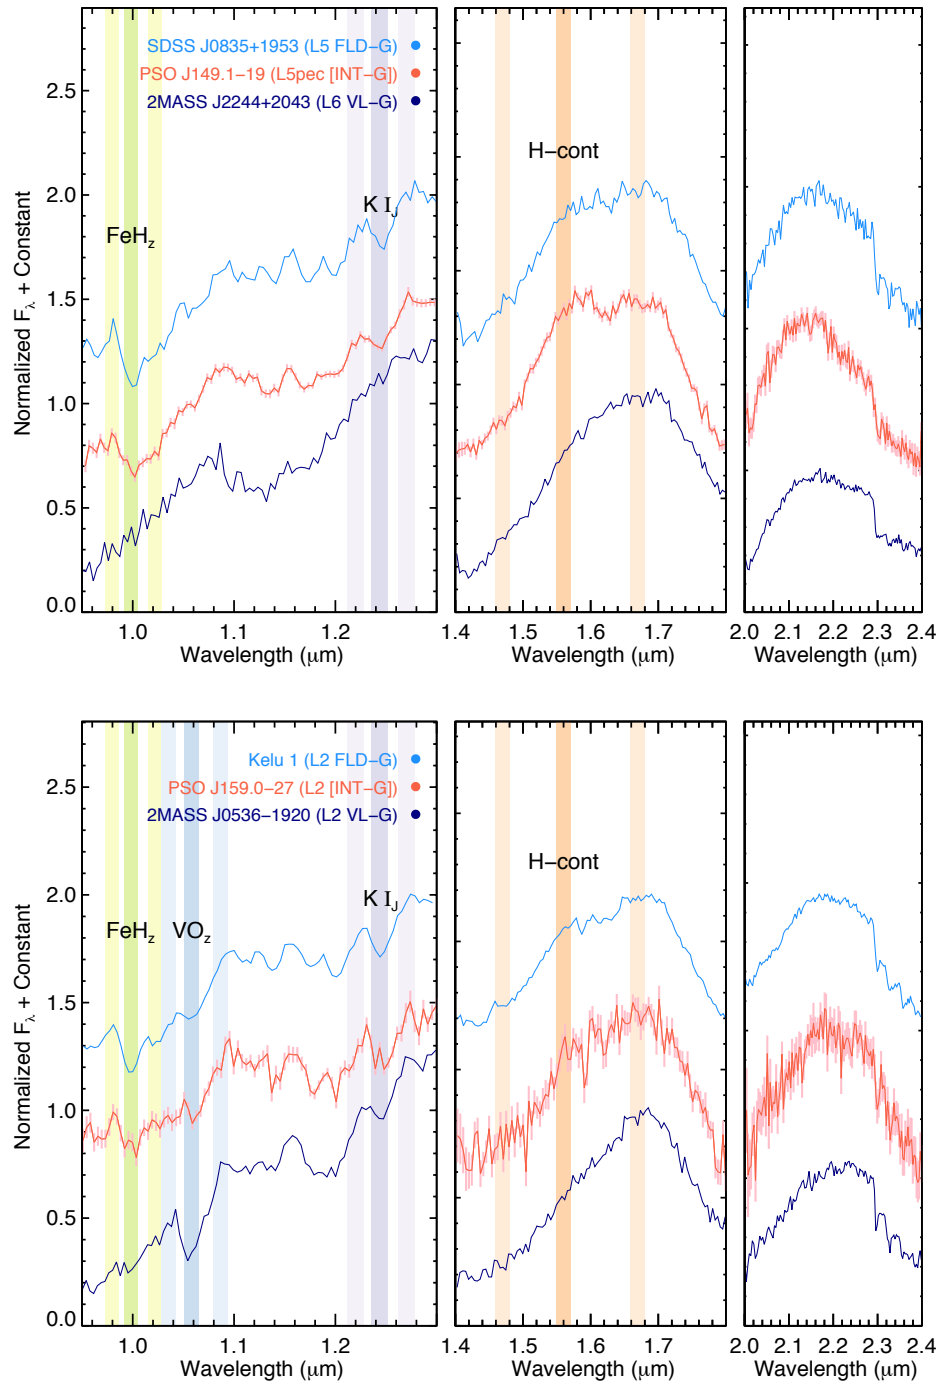 SDSS J0835+1953 (L5 FLD−G)
PSO J149.1−19 (L5pec [INT−G])
2MASS J2244+2043 (L6 VL−G)
FeHz
K IJ
H−cont
2.5
2.0
1.5
1.0
0.5
0.0
Normalized Fλ + Constant
1.0 1.1 1.2
1.4 1.5 1.6 1.7
2.0 2.1 2.2 2.3 2.4
Wavelength (μm)
Wavelength (μm)
Wavelength (μm)
Kelu 1 (L2 FLD−G)
PSO J159.0−27 (L2 [INT−G])
2MASS J0536−1920 (L2 VL−G)
FeHz
VOz
K IJ
H−cont
2.5
2.0
1.5
1.0
0.5
0.0
Normalized Fλ + Constant
1.0 1.1 1.2
1.4 1.5 1.6 1.7
2.0 2.1 2.2 2.3 2.4
Wavelength (μm)
Wavelength (μm)
Wavelength (μm)